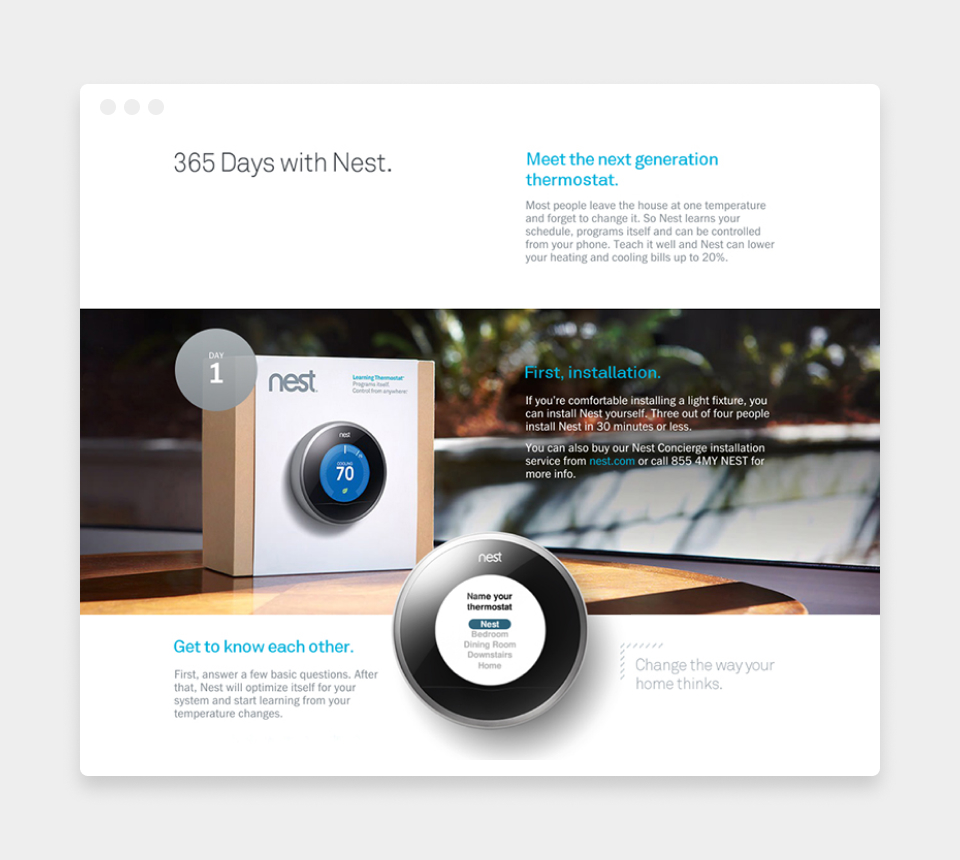 365 Days with Nest.
Meet the next generation
thermostat.
Most people leave the house at one temperature
and forget to change it. So Nest learns your
schedule, programs itself and can be controlled
from your phone. Teach it well and Nest can lower
your heating and cooling bills up to 20%.
DAY
1
nest
Learning Thermostat
Programs itself.
Control from anywhere.
nest
COOLING
70
First, installation.
If you’re comfortable installing a light fixture, you
can install Nest yourself. Three out of four people
install Nest in 30 minutes or less.
You can also buy our Nest Concierge installation
service from nest.com or call 855 4MY NEST for
more info.
nest
Name your
thermostat
Nest
Bedroom
Dining Room
Downstairs
Home
Get to know each other.
First, answer a few basic questions. After
that, Nest will optimize itself for your
system and start learning from your
temperature changes.
Change the way your
home thinks.